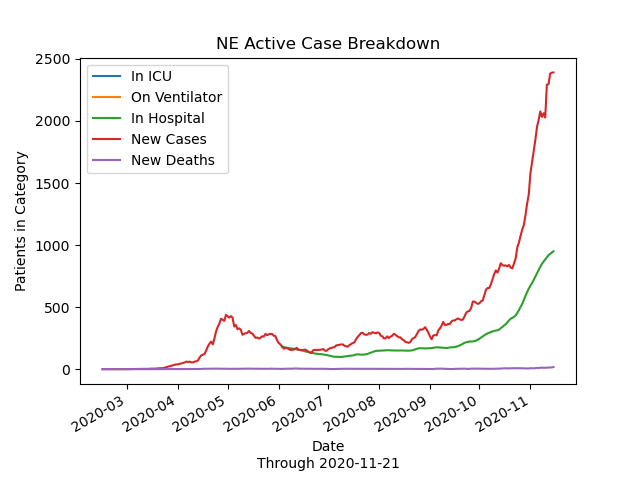 NE Active Case Breakdown
In ICU
On Ventilator
In Hospital
New Cases
New Deaths
Patients in Category
2500
2000
1500
1000
500
0
2020-03
2020-04
2020-05
2020-06
2020-07
2020-08
2020-09
2020-10
2020-11
Date
Through 2020-11-21